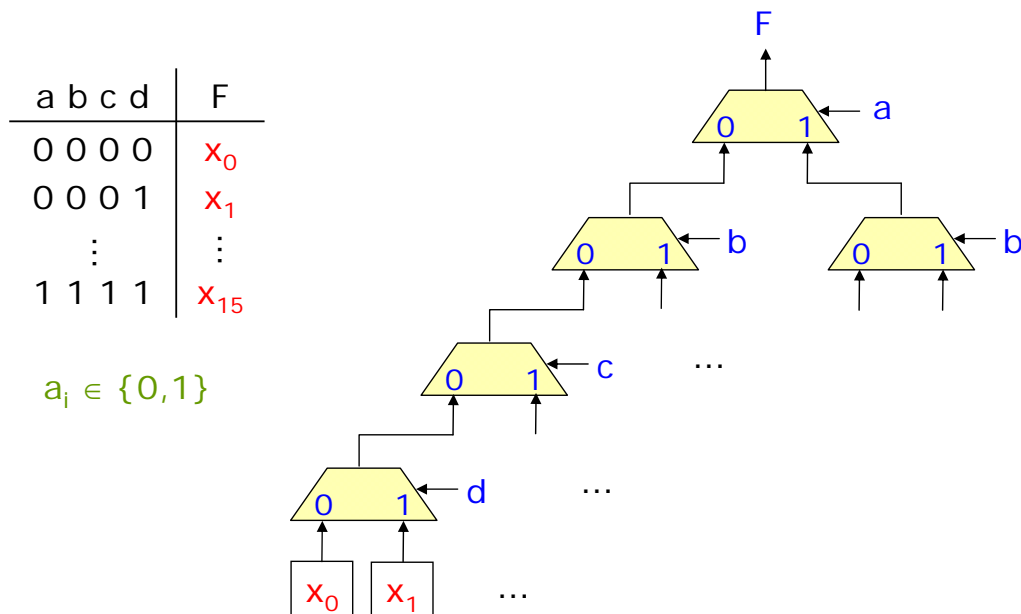 a b c d F
0 0 0 0 x₀
0 0 0 1 x₁
⋮ ⋮
1 1 1 1 x₁₅
aᵢ ∈ {0,1}
F
0 1 a
0 1 b
0 1 b
0 1 c
...
0 1 d
...
x₀ x₁ ...